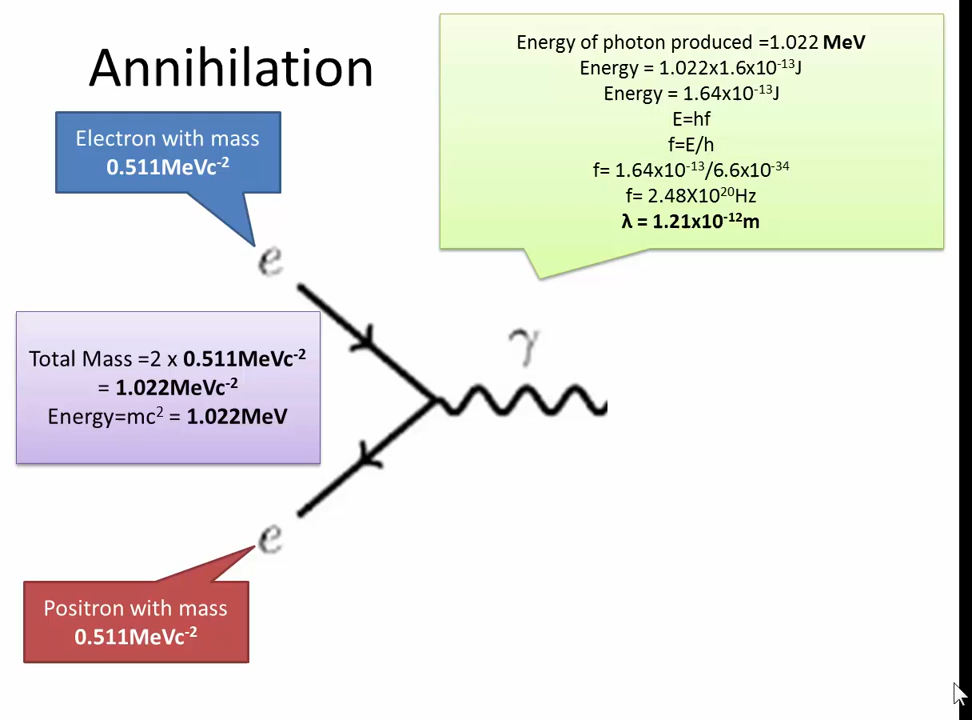 Annihilation
Energy of photon produced =1.022 MeV
Energy = 1.022x1.6x10⁻¹³J
Energy = 1.64x10⁻¹³J
E=hf
f=E/h
f= 1.64x10⁻¹³/6.6x10⁻³⁴
f= 2.48X10²⁰Hz
λ = 1.21x10⁻¹²m
Electron with mass
0.511MeVc⁻²
e
γ
Total Mass =2 x 0.511MeVc⁻²
= 1.022MeVc⁻²
Energy=mc² = 1.022MeV
e
Positron with mass
0.511MeVc⁻²